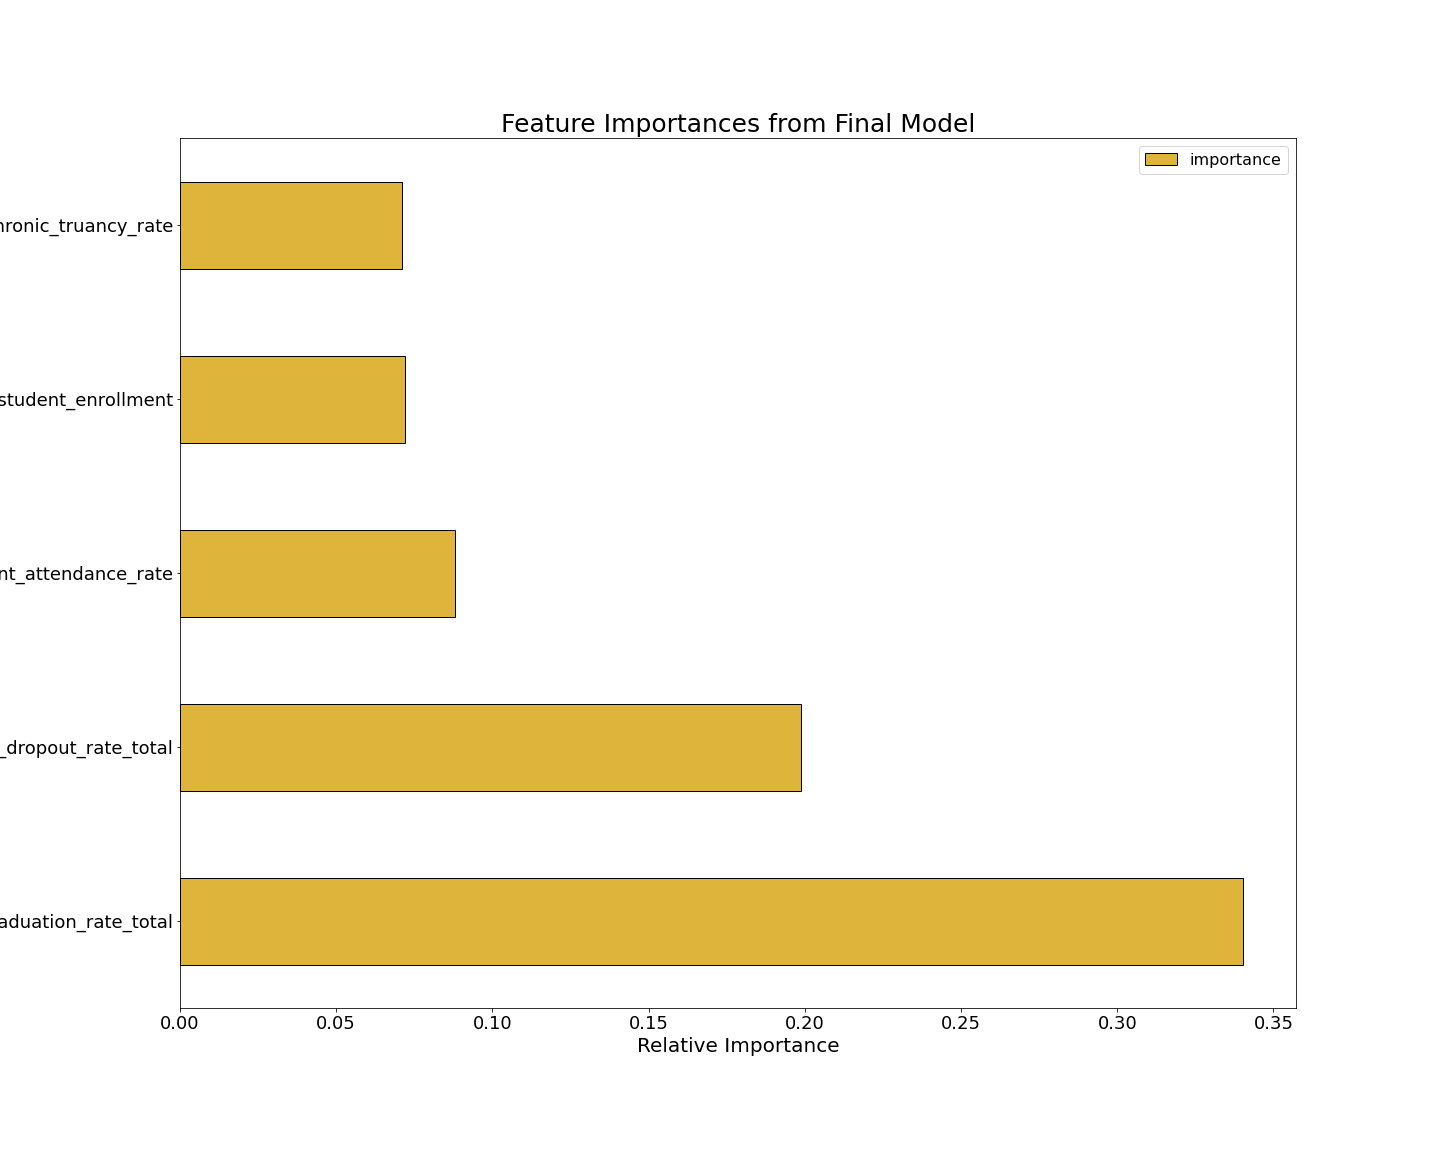 Feature Importances from Final Model
importance
hronic_truancy_rate
student_enrollment
nt_attendance_rate
_dropout_rate_total
aduation_rate_total
0.00 0.05 0.10 0.15 0.20 0.25 0.30 0.35
Relative Importance